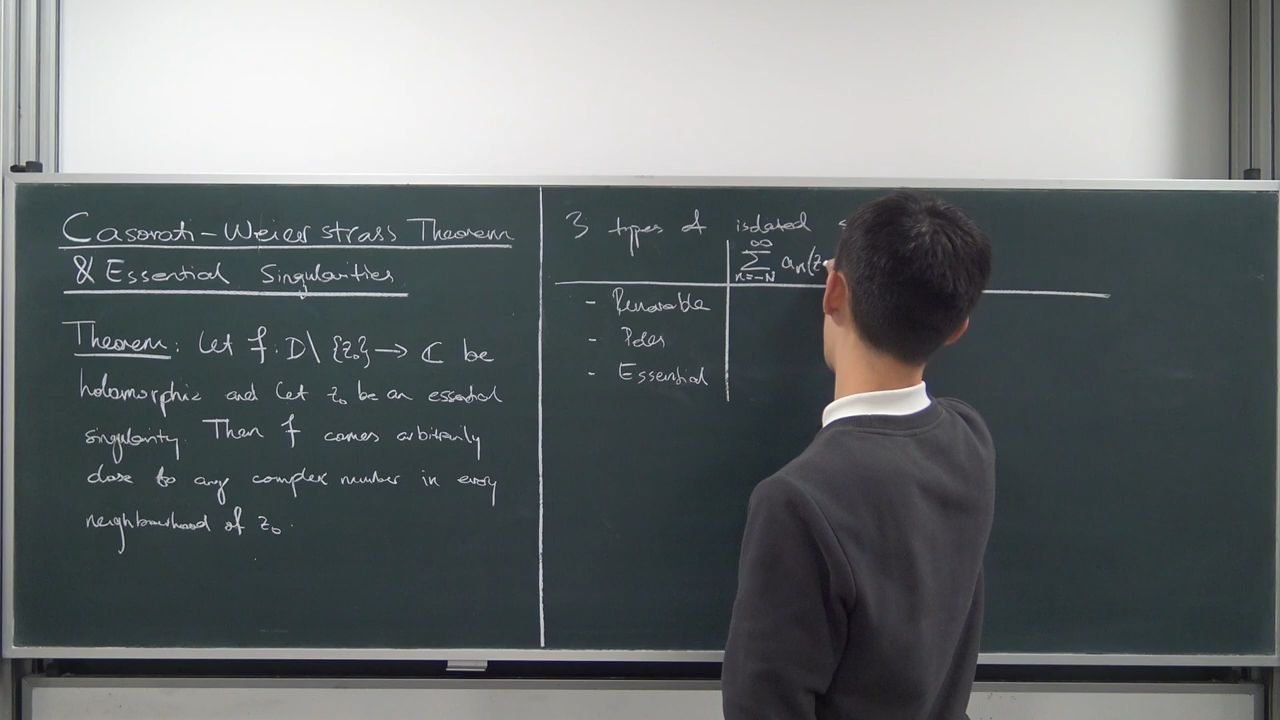 Casorati-Weierstrass Theorem
& Essential Singularities
Theorem: Let f: D\{z₀} → ℂ be
holomorphic and let z₀ be an essential
singularity. Then f comes arbitrarily
close to any complex number in every
neighbourhood of z₀.
3 types of isolated
∞
∑ aₙ(z
n=-N
- Removable
- Poles
- Essential